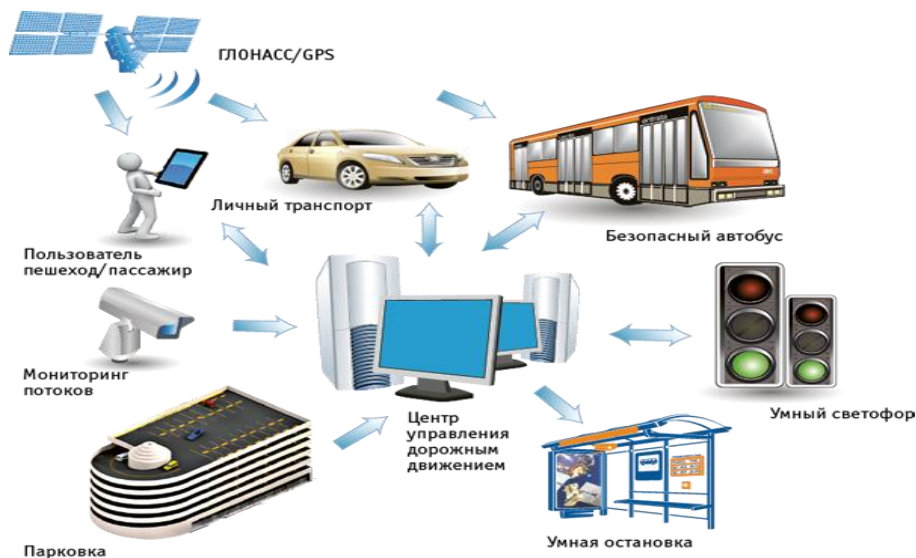 ГЛОНАСС/GPS
Личный транспорт
Безопасный автобус
Пользователь
пешеход/пассажир
Мониторинг
потоков
Умный светофор
Центр
управления
дорожным
движением
Умная остановка
Парковка